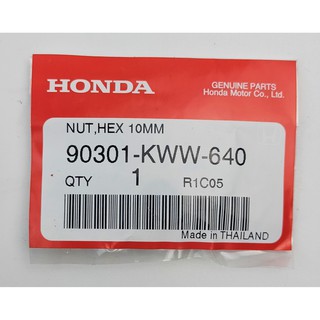 HONDA
GENUINE PARTS
Honda Motor Co., Ltd.
NUT,HEX 10MM
90301-KWW-640
QTY 1 R1C05
Made in THAILAND